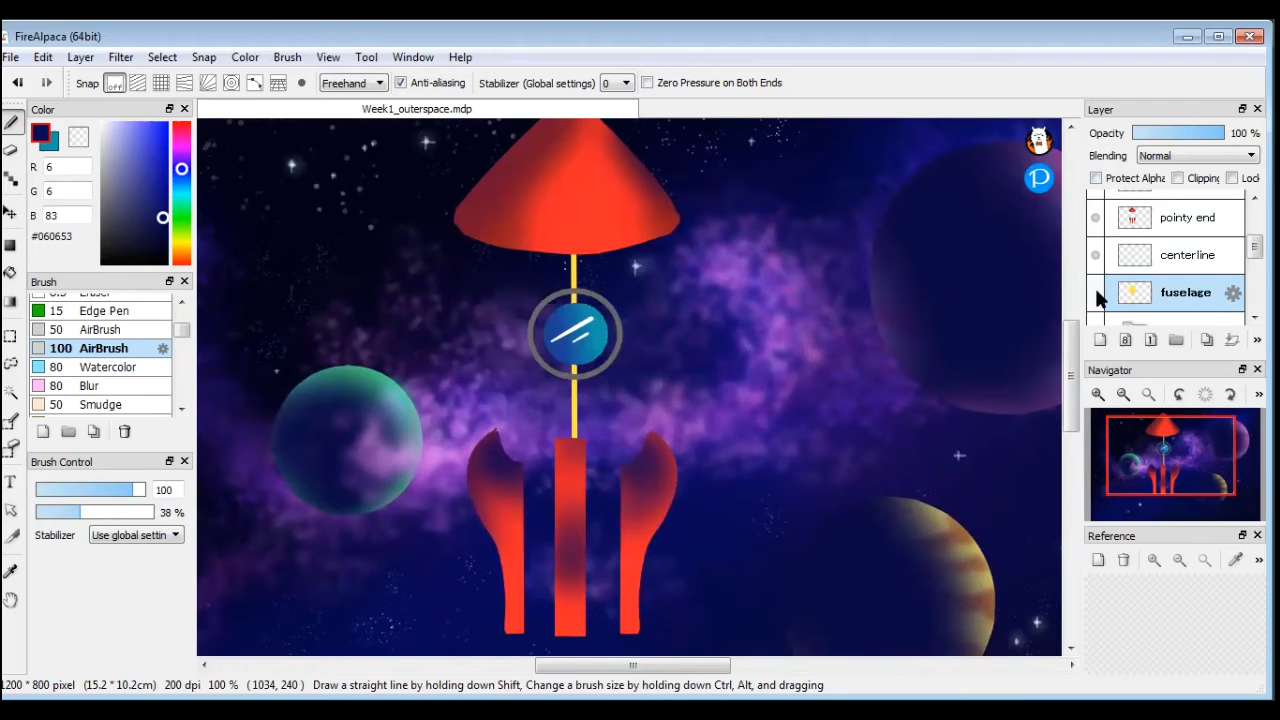 FireAlpaca (64bit)
File Edit Layer Filter Select Snap Color Brush View Tool Window Help
Snap off Freehand Anti-aliasing Stabilizer (Global settings) 0 Zero Pressure on Both Ends
Color
Week1_outerspace.mdp
Layer
Opacity 100 %
Blending Normal
Protect Alpha Clipping Lock
R 6
G 6
B 83
#060653
pointy end
centerline
fuselage
Brush
Eraser
15 Edge Pen
50 AirBrush
100 AirBrush
80 Watercolor
80 Blur
50 Smudge
8 1
Navigator
Brush Control
100
38 %
Stabilizer Use global settin
Reference
P
1200 * 800 pixel (15.2 * 10.2cm) 200 dpi 100 % (1034, 240) Draw a straight line by holding down Shift, Change a brush size by holding down Ctrl, Alt, and dragging